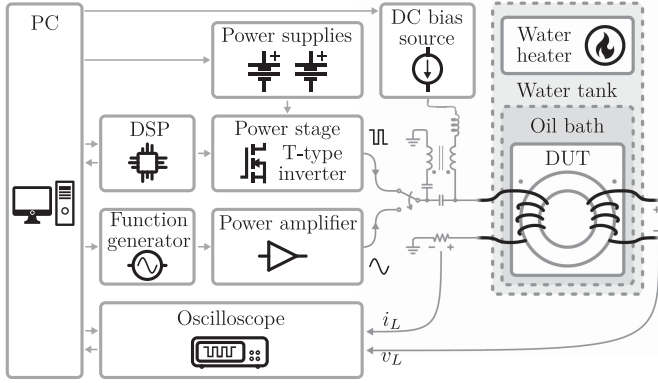 PC
Power supplies
DC bias
source
Water
heater
Water tank
Oil bath
DUT
DSP
Power stage
T-type
inverter
Function
generator
Power amplifier
Oscilloscope
i_L
v_L